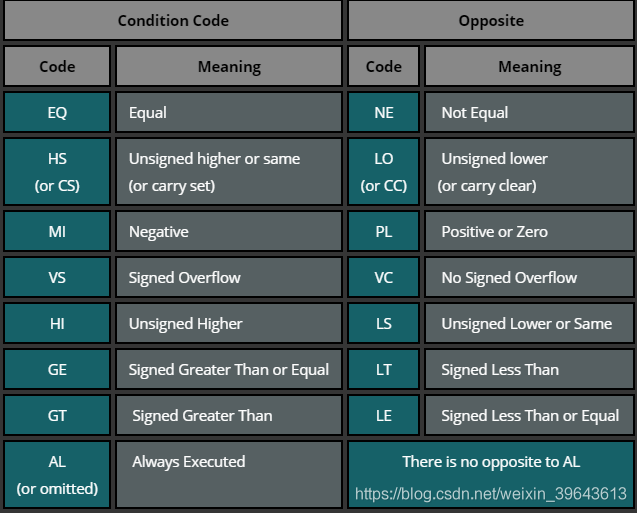 Condition Code Opposite
Code Meaning Code Meaning
EQ Equal NE Not Equal
HS Unsigned higher or same LO Unsigned lower
(or CS) (or carry set) (or CC) (or carry clear)
MI Negative PL Positive or Zero
VS Signed Overflow VC No Signed Overflow
HI Unsigned Higher LS Unsigned Lower or Same
GE Signed Greater Than or Equal LT Signed Less Than
GT Signed Greater Than LE Signed Less Than or Equal
AL Always Executed There is no opposite to AL
(or omitted) https://blog.csdn.net/weixin_39643613